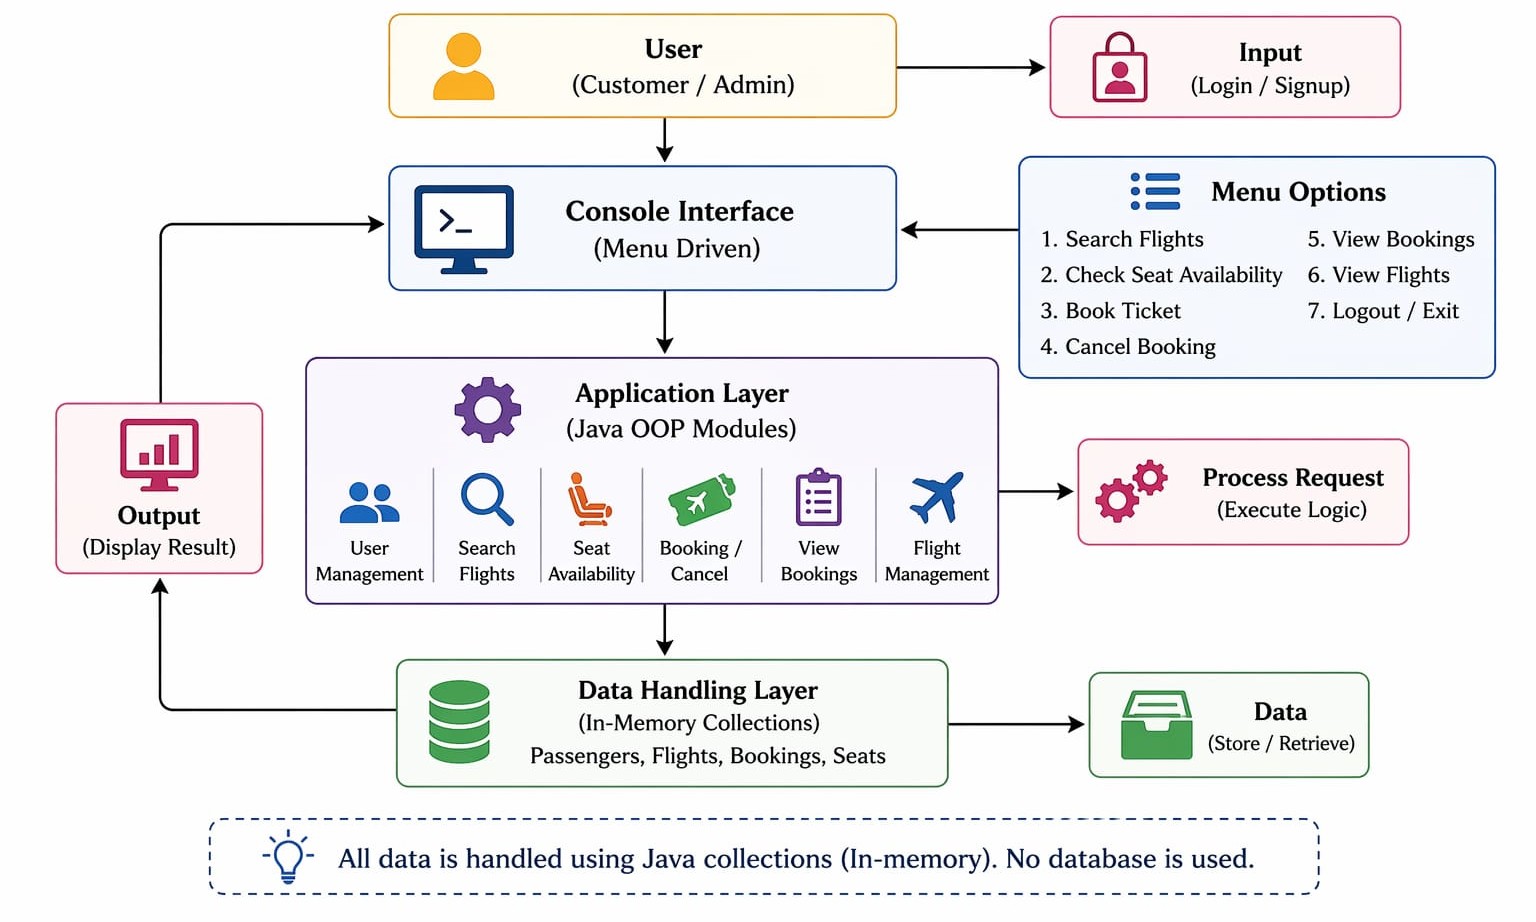 User
(Customer / Admin)
Input
(Login / Signup)
Console Interface
(Menu Driven)
Menu Options
1. Search Flights
2. Check Seat Availability
3. Book Ticket
4. Cancel Booking
5. View Bookings
6. View Flights
7. Logout / Exit
Application Layer
(Java OOP Modules)
User
Management
Search
Flights
Seat
Availability
Booking /
Cancel
View
Bookings
Flight
Management
Process Request
(Execute Logic)
Output
(Display Result)
Data Handling Layer
(In-Memory Collections)
Passengers, Flights, Bookings, Seats
Data
(Store / Retrieve)
All data is handled using Java collections (In-memory). No database is used.